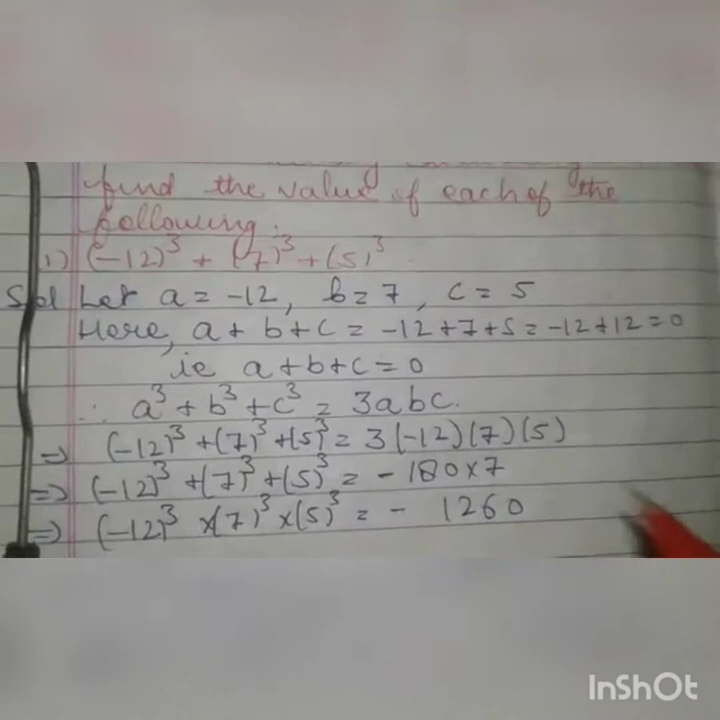 find the value of each of the
following :
1) (-12)³ + (7)³ + (5)³
Sol Let a = -12, b = 7, c = 5
Here, a + b + c = -12 + 7 + 5 = -12 + 12 = 0
ie a + b + c = 0
∴ a³ + b³ + c³ = 3abc.
⇒ (-12)³ + (7)³ + (5)³ = 3(-12)(7)(5)
⇒ (-12)³ + (7)³ + (5)³ = - 180 × 7
⇒ (-12)³ × (7)³ × (5)³ = - 1260
InShOt